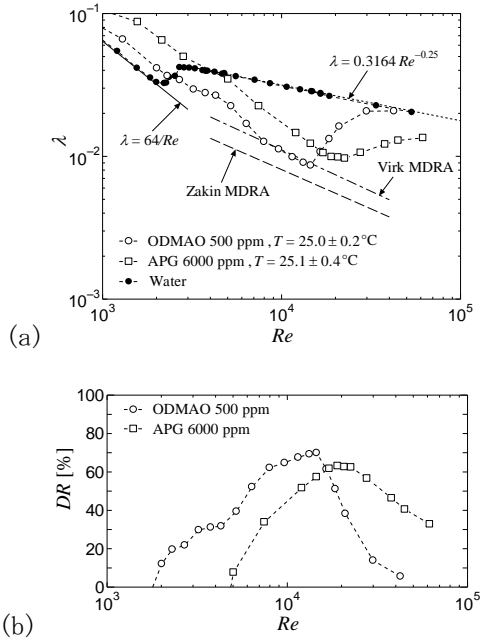 (a)
10^-1
10^-2
10^-3
λ
λ = 0.3164 Re^-0.25
λ = 64/Re
Virk MDRA
Zakin MDRA
ODMAO 500 ppm , T = 25.0 ± 0.2°C
APG 6000 ppm , T = 25.1 ± 0.4°C
Water
10^3 10^4 10^5
Re
(b)
100
80
60
40
20
0
DR [%]
ODMAO 500 ppm
APG 6000 ppm
10^3 10^4 10^5
Re